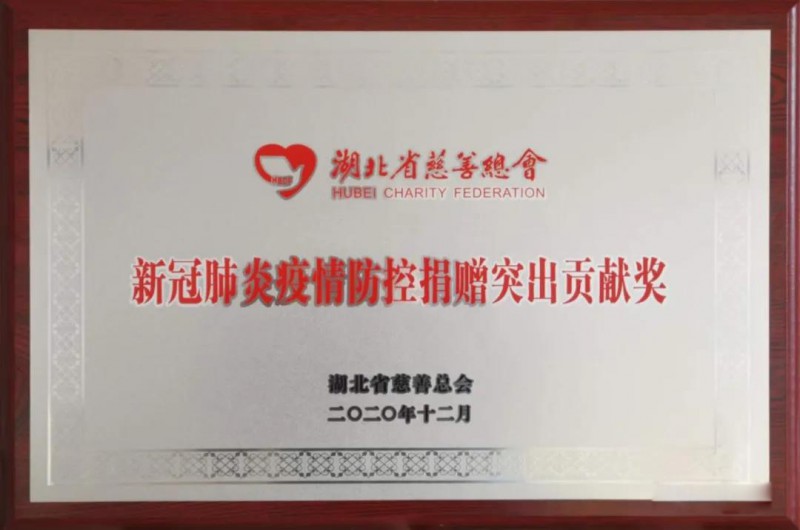 湖北省慈善總會
HUBEI CHARITY FEDERATION
新冠肺炎疫情防控捐赠突出贡献奖
湖北省慈善总会
二〇二〇年十二月